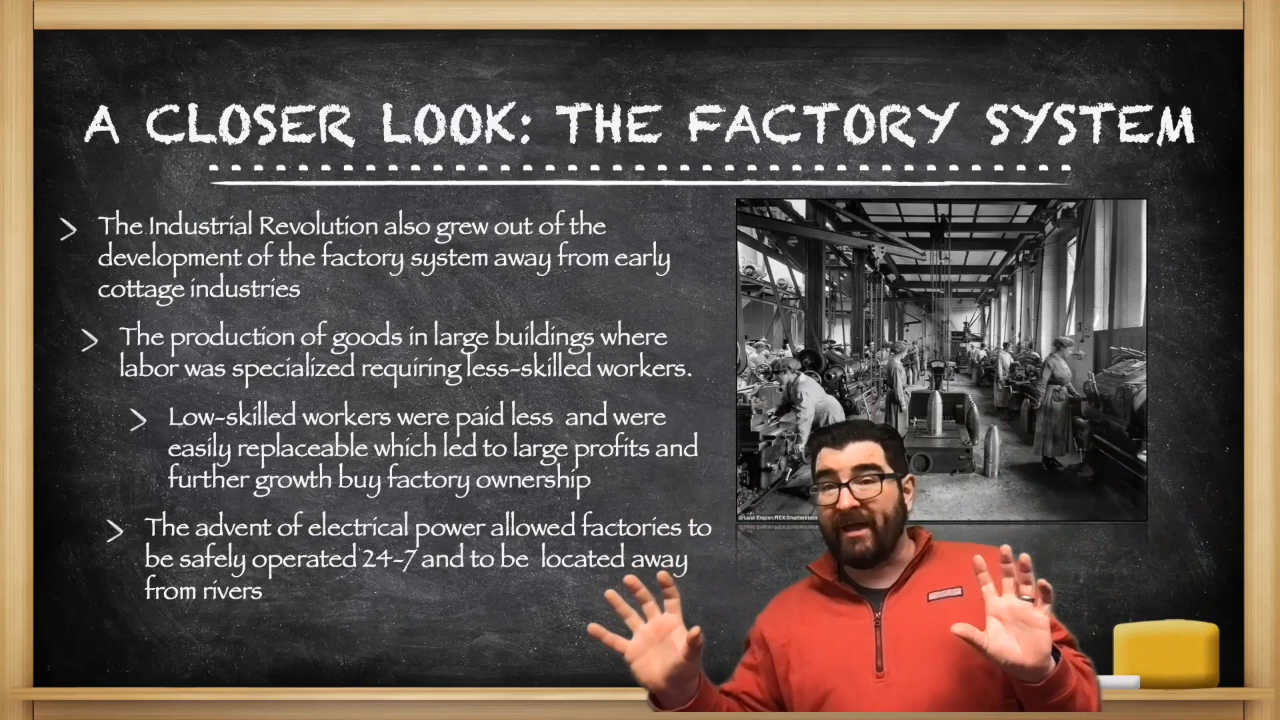 A CLOSER LOOK: THE FACTORY SYSTEM
The Industrial Revolution also grew out of the
development of the factory system away from early
cottage industries
The production of goods in large buildings where
labor was specialized requiring less-skilled workers.
Low-skilled workers were paid less and were
easily replaceable which led to large profits and
further growth buy factory ownership
The advent of electrical power allowed factories to
be safely operated 24-7 and to be located away
from rivers